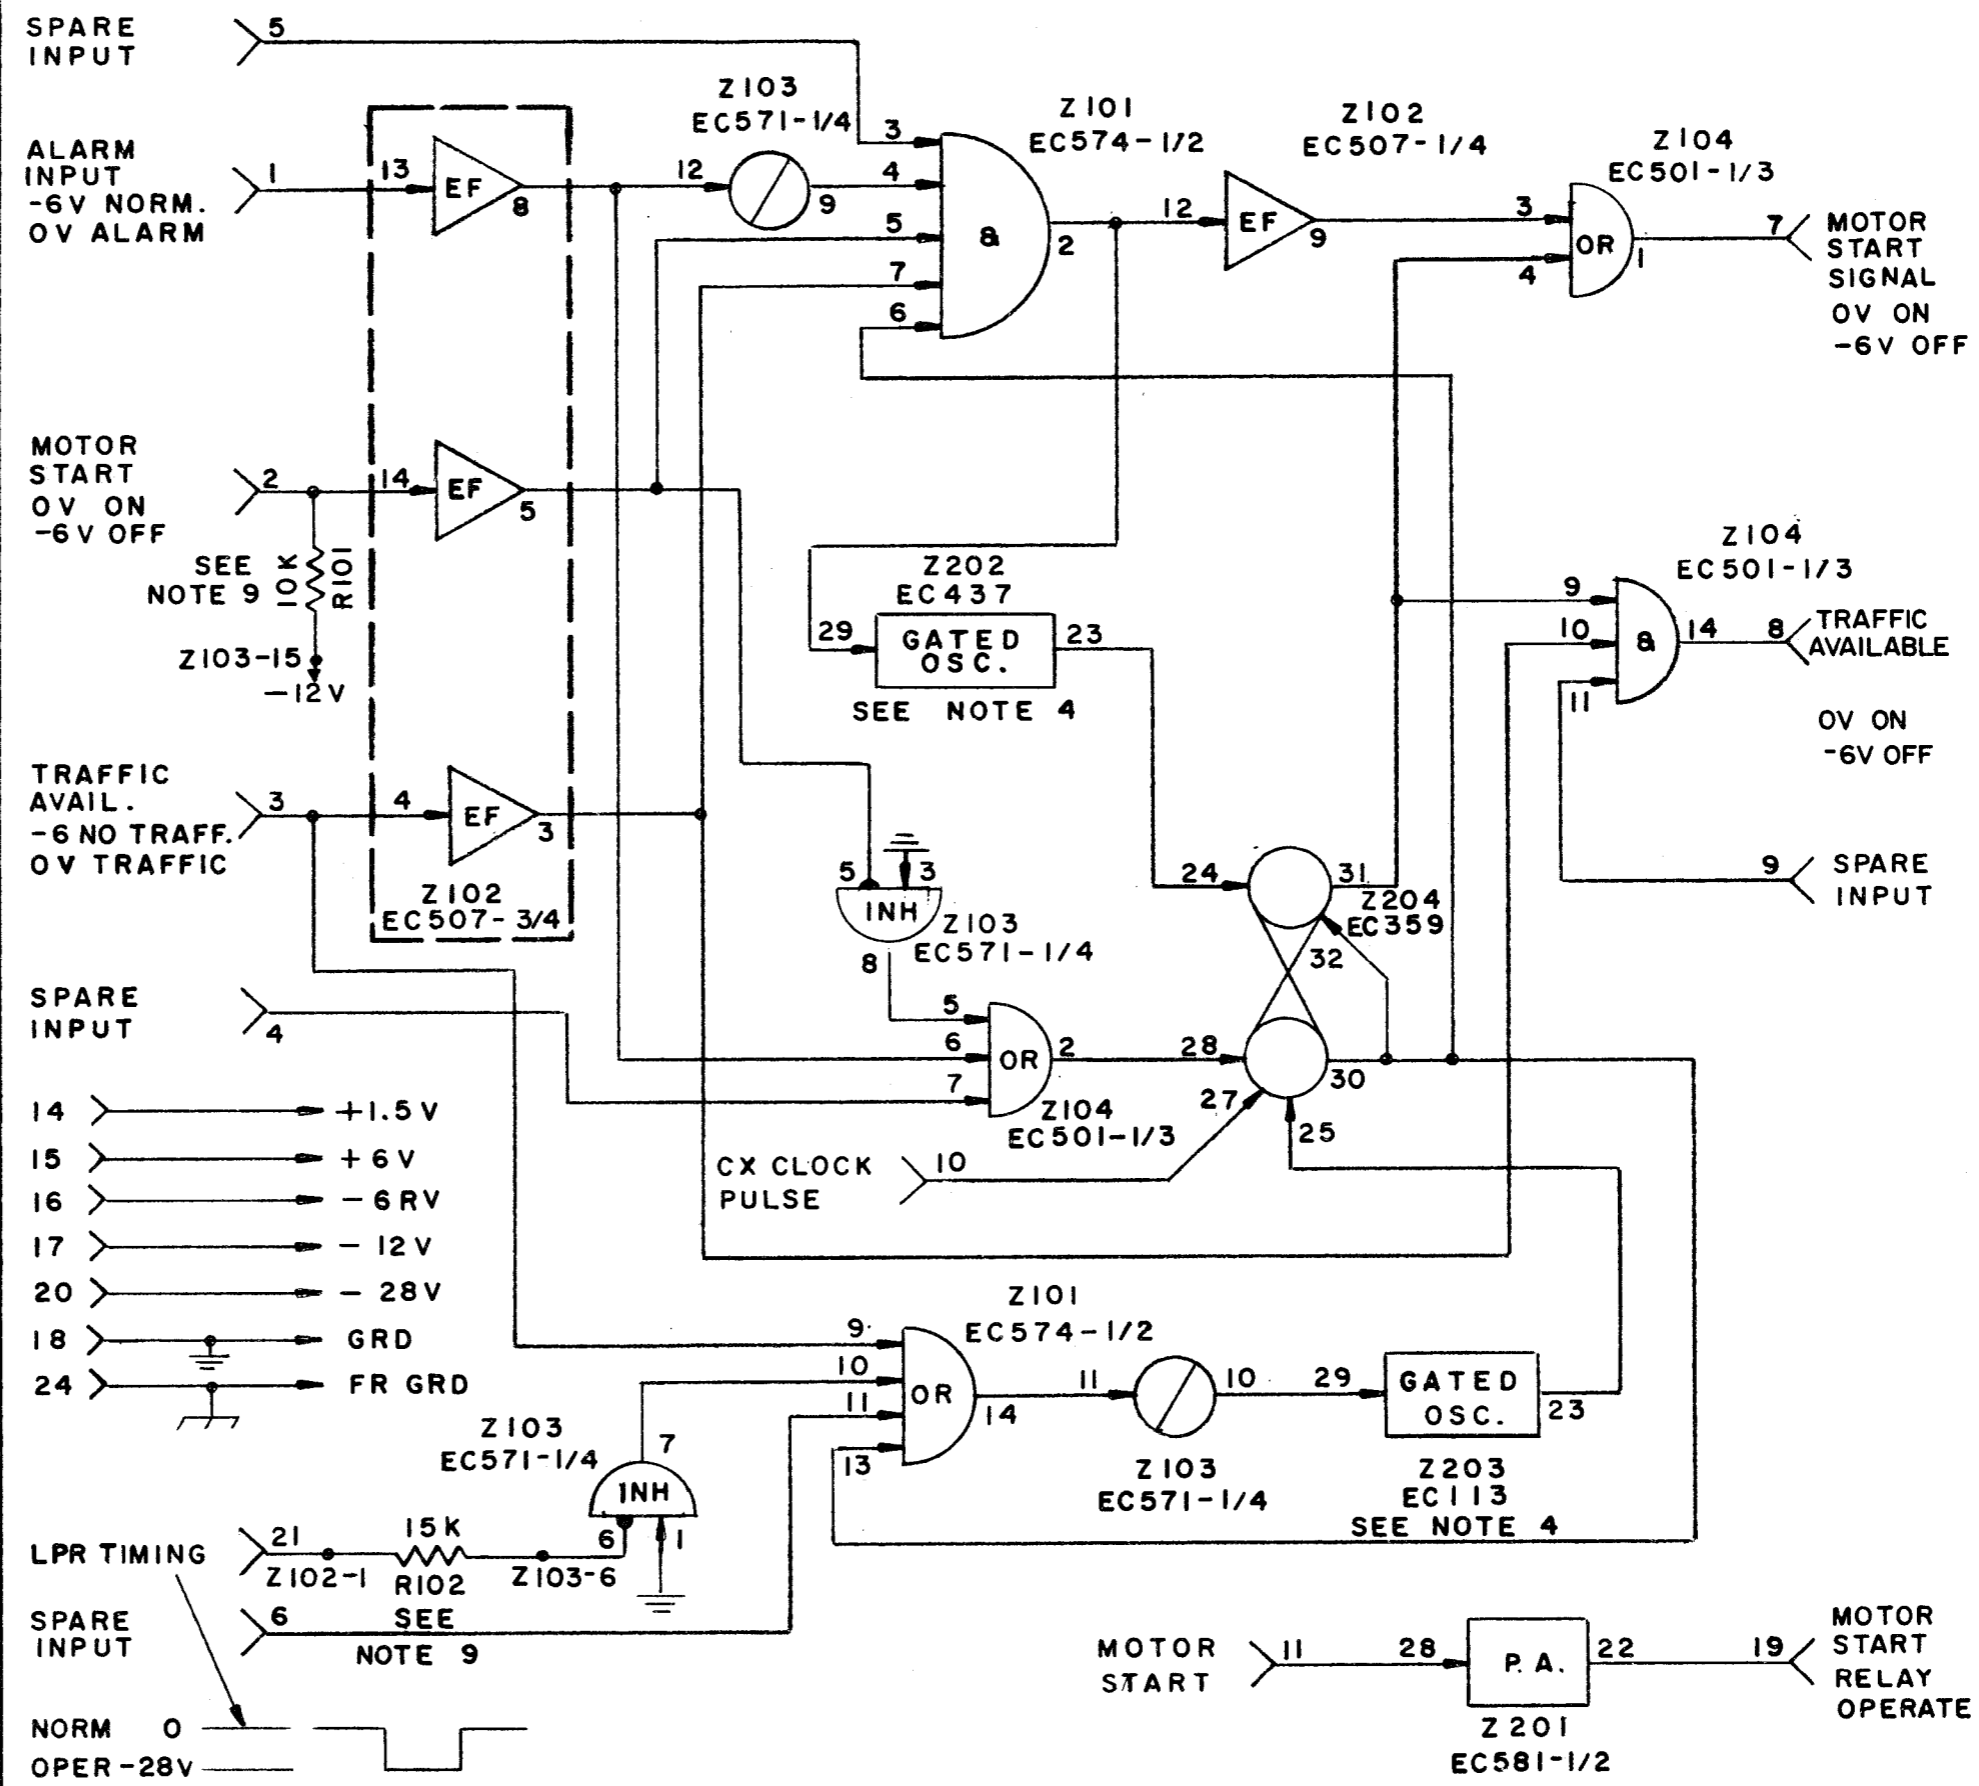 SPARE
INPUT
5
ALARM
INPUT
-6V NORM.
0V ALARM
1
13
EF
8
Z103
EC571-1/4
12
9
3
4
5
7
6
&
Z101
EC574-1/2
2
12
EF
9
Z102
EC507-1/4
3
4
OR
1
Z104
EC501-1/3
7
MOTOR
START
SIGNAL
0V ON
-6V OFF
MOTOR
START
0V ON
-6V OFF
2
14
EF
5
SEE
NOTE 9
10K
R101
Z103-15
-12V
Z202
EC437
29
GATED
OSC.
23
SEE NOTE 4
Z104
EC501-1/3
9
10
11
&
14
8
TRAFFIC
AVAILABLE
0V ON
-6V OFF
TRAFFIC
AVAIL.
-6 NO TRAFF.
0V TRAFFIC
3
4
EF
3
Z102
EC507-3/4
5
3
INH
Z103
EC571-1/4
8
24
31
Z204
EC359
32
9
SPARE
INPUT
SPARE
INPUT
4
5
6
7
OR
2
Z104
EC501-1/3
28
27
30
25
CX CLOCK
PULSE
10
14
+1.5V
15
+6V
16
-6RV
17
-12V
20
-28V
18
GRD
24
FR GRD
Z101
EC574-1/2
9
10
11
13
OR
14
11
10
Z103
EC571-1/4
29
GATED
OSC.
23
Z203
EC113
SEE NOTE 4
Z103
EC571-1/4
7
INH
6
1
LPR TIMING
21
Z102-1
15K
R102
Z103-6
SEE
NOTE 9
SPARE
INPUT
6
NORM 0
OPER -28V
MOTOR
START
11
28
P.A.
22
19
Z201
EC581-1/2
MOTOR
START
RELAY
OPERATE